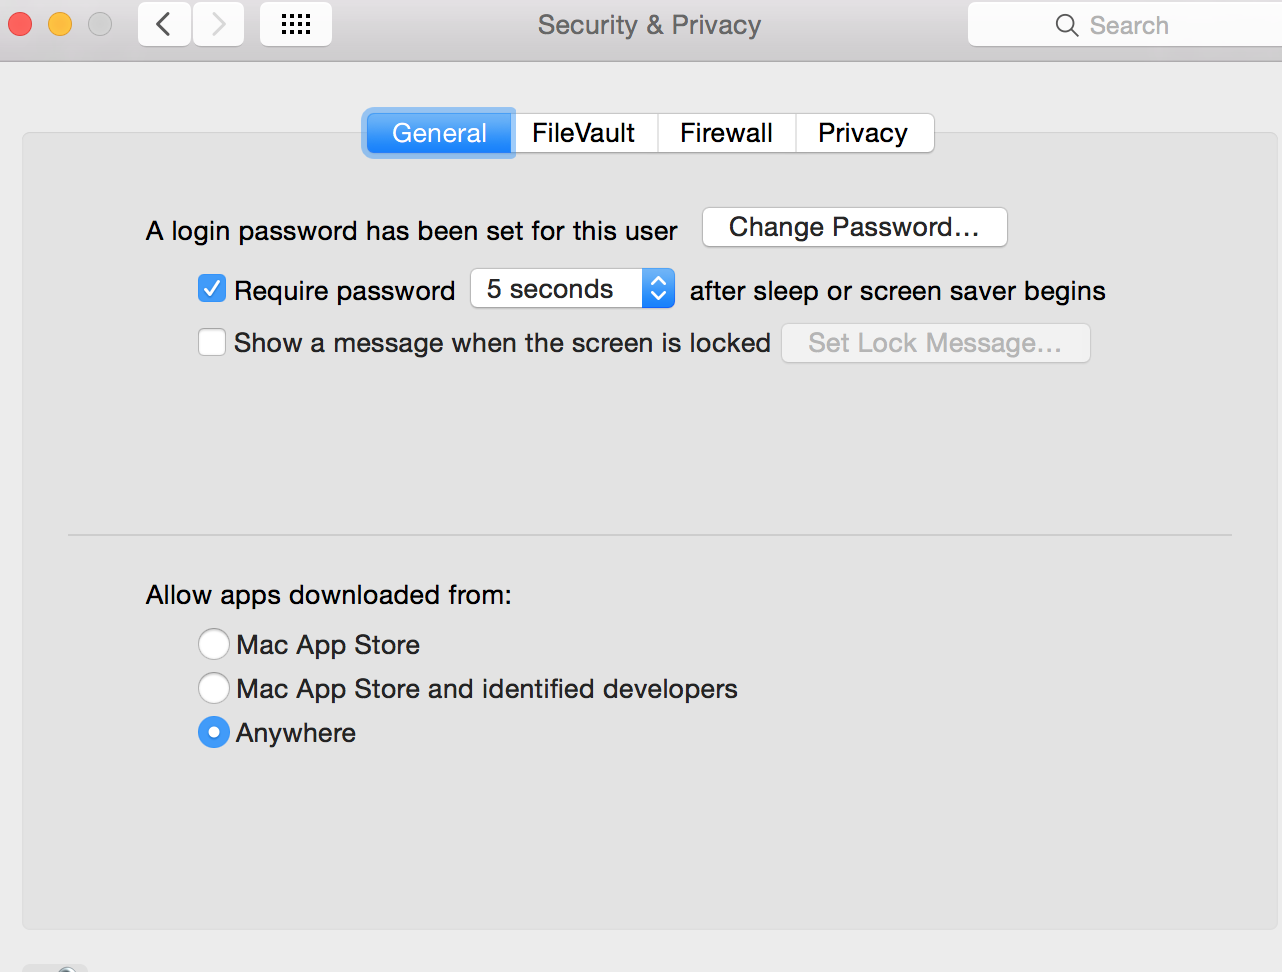 Security & Privacy
Search
General FileVault Firewall Privacy
A login password has been set for this user Change Password...
Require password 5 seconds after sleep or screen saver begins
Show a message when the screen is locked Set Lock Message...
Allow apps downloaded from:
Mac App Store
Mac App Store and identified developers
Anywhere